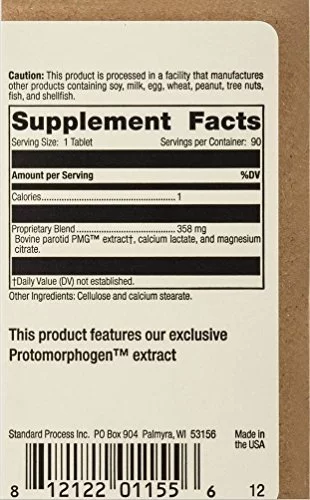 Caution: This product is processed in a facility that manufactures
other products containing soy, milk, egg, wheat, peanut, tree nuts,
fish, and shellfish.
Supplement Facts
Serving Size: 1 Tablet Servings per Container: 90
Amount per Serving %DV
Calories 1
Proprietary Blend 358 mg
Bovine parotid PMG™ extract†, calcium lactate, and magnesium
citrate.
†Daily Value (DV) not established.
Other Ingredients: Cellulose and calcium stearate.
This product features our exclusive
Protomorphogen™ extract
Standard Process Inc. PO Box 904 Palmyra, WI 53156
Made in
the USA
8 12122 01155 6 12